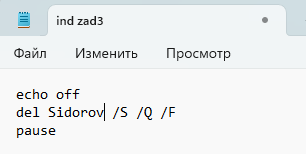 ind zad3
Файл Изменить Просмотр
echo off
del Sidorov /S /Q /F
pause